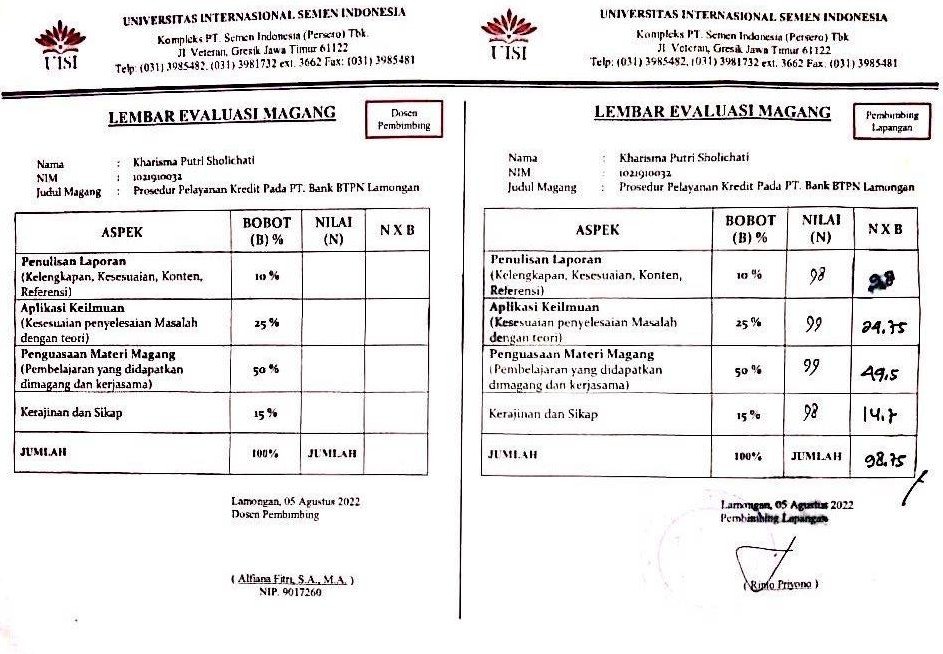 UNIVERSITAS INTERNASIONAL SEMEN INDONESIA
Kompleks PT. Semen Indonesia (Persero) Tbk.
Jl Veteran, Gresik Jawa Timur 61122
Telp: (031) 3985482, (031) 3981732 ext. 3662 Fax: (031) 3985481
UISI
LEMBAR EVALUASI MAGANG
Dosen
Pembimbing
Nama : Kharisma Putri Sholichati
NIM : 1021910032
Judul Magang : Prosedur Pelayanan Kredit Pada PT. Bank BTPN Lamongan
ASPEK BOBOT (B) % NILAI (N) N X B
Penulisan Laporan
(Kelengkapan, Kesesuaian, Konten, 10 %
Referensi)
Aplikasi Keilmuan
(Kesesuaian penyelesaian Masalah 25 %
dengan teori)
Penguasaan Materi Magang
(Pembelajaran yang didapatkan 50 %
dimagang dan kerjasama)
Kerajinan dan Sikap 15 %
JUMLAH 100% JUMLAH
Lamongan, 05 Agustus 2022
Dosen Pembimbing
( Alfiana Fitri, S.A., M.A. )
NIP. 9017260
UNIVERSITAS INTERNASIONAL SEMEN INDONESIA
Kompleks PT. Semen Indonesia (Persero) Tbk
Jl Veteran, Gresik Jawa Timur 61122
Telp: (031) 3985482, (031) 3981732 ext. 3662 Fax: (031) 3985481
UISI
LEMBAR EVALUASI MAGANG
Pembimbing
Lapangan
Nama : Kharisma Putri Sholichati
NIM : 1021910032
Judul Magang : Prosedur Pelayanan Kredit Pada PT. Bank BTPN Lamongan
ASPEK BOBOT (B) % NILAI (N) N X B
Penulisan Laporan
(Kelengkapan, Kesesuaian, Konten, 10 % 98
Referensi)
Aplikasi Keilmuan
(Kesesuaian penyelesaian Masalah 25 % 99 24.75
dengan teori)
Penguasaan Materi Magang
(Pembelajaran yang didapatkan 50 % 99 49.5
dimagang dan kerjasama)
Kerajinan dan Sikap 15 % 98 14.7
JUMLAH 100% JUMLAH 98.75
Lamongan, 05 Agustus 2022
Pembimbing Lapangan
( Rinto Priyono )